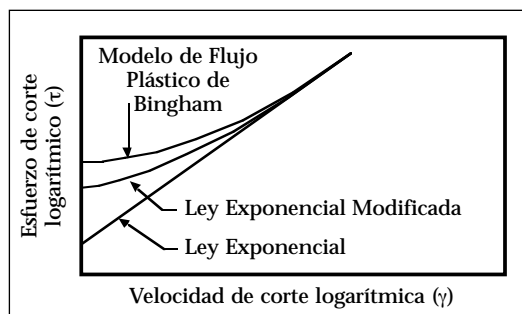 Modelo de Flujo
Plástico de
Bingham
Esfuerzo de corte
logarítmico (τ)
Ley Exponencial Modificada
Ley Exponencial
Velocidad de corte logarítmica (γ)